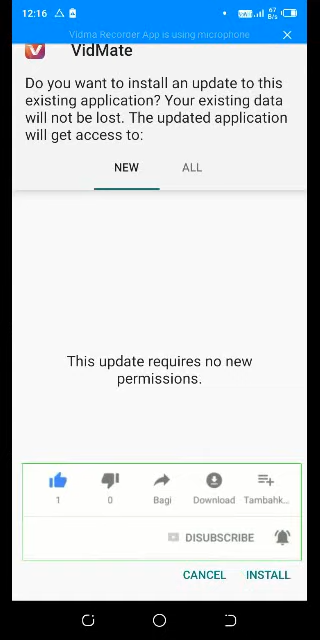 12:16 67 B/s
Vidma Recorder App is using microphone
VidMate
Do you want to install an update to this
existing application? Your existing data
will not be lost. The updated application
will get access to:
NEW ALL
This update requires no new
permissions.
1 0 Bagi Download Tambahk...
DISUBSCRIBE
CANCEL INSTALL